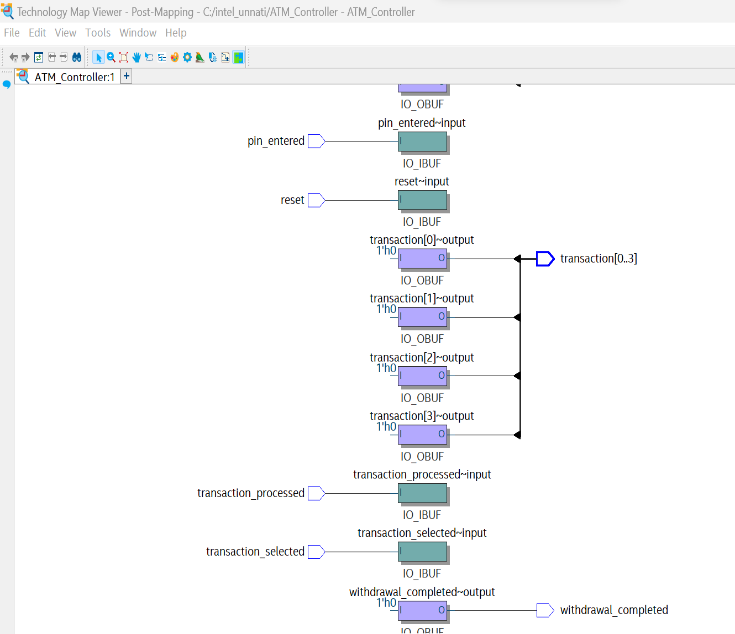 Technology Map Viewer - Post-Mapping - C:/intel_unnati/ATM_Controller - ATM_Controller
File Edit View Tools Window Help
ATM_Controller:1 +
IO_OBUF
pin_entered~input
pin_entered
I
IO_IBUF
reset~input
reset
I
IO_IBUF
transaction[0]~output
1'h0
I O
transaction[0..3]
IO_OBUF
transaction[1]~output
1'h0
I O
IO_OBUF
transaction[2]~output
1'h0
I O
IO_OBUF
transaction[3]~output
1'h0
I O
IO_OBUF
transaction_processed~input
transaction_processed
I
IO_IBUF
transaction_selected~input
transaction_selected
I
IO_IBUF
withdrawal_completed~output
1'h0
I O
withdrawal_completed
IO_OBUF